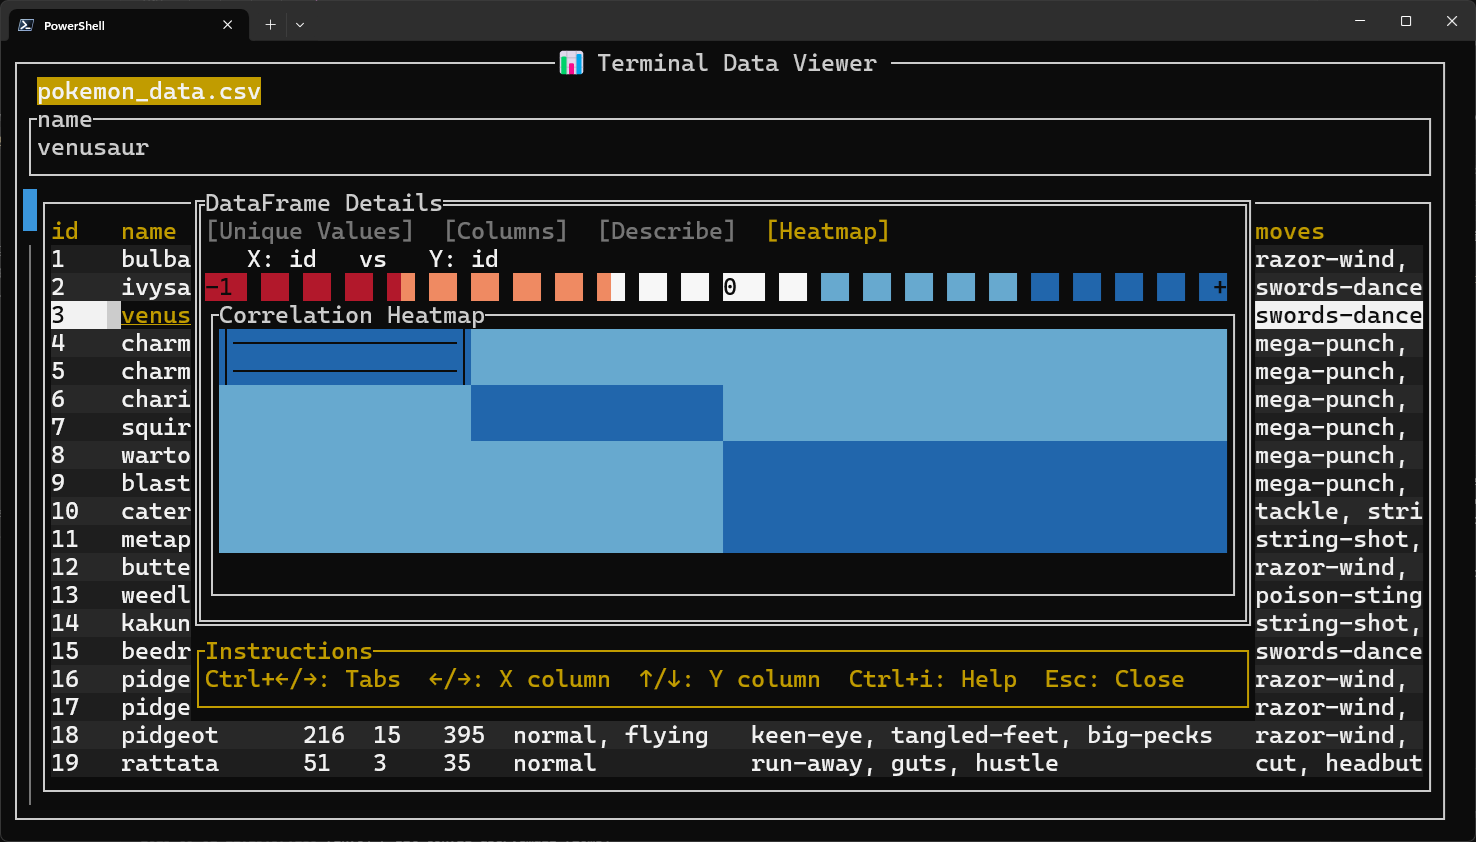 PowerShell
Terminal Data Viewer
pokemon_data.csv
name
venusaur
DataFrame Details
[Unique Values] [Columns] [Describe] [Heatmap]
X: id vs Y: id
-1 0 +
Correlation Heatmap
id name moves
1 bulba razor-wind,
2 ivysa swords-dance
3 venus swords-dance
4 charm mega-punch,
5 charm mega-punch,
6 chari mega-punch,
7 squir mega-punch,
8 warto mega-punch,
9 blast mega-punch,
10 cater tackle, stri
11 metap string-shot,
12 butte razor-wind,
13 weedl poison-sting
14 kakun string-shot,
15 beedr swords-dance
16 pidge razor-wind,
17 pidge razor-wind,
Instructions
Ctrl+←/→: Tabs ←/→: X column ↑/↓: Y column Ctrl+i: Help Esc: Close
18 pidgeot 216 15 395 normal, flying keen-eye, tangled-feet, big-pecks razor-wind,
19 rattata 51 3 35 normal run-away, guts, hustle cut, headbut